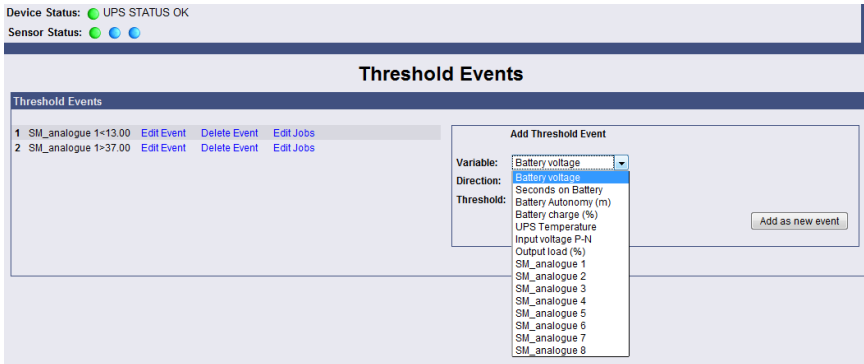 Device Status: UPS STATUS OK
Sensor Status:
Threshold Events
Threshold Events
1 SM_analogue 1<13.00 Edit Event Delete Event Edit Jobs
2 SM_analogue 1>37.00 Edit Event Delete Event Edit Jobs
Add Threshold Event
Variable: Battery voltage
Direction:
Threshold:
Battery voltage
Seconds on Battery
Battery Autonomy (m)
Battery charge (%)
UPS Temperature
Input voltage P-N
Output load (%)
SM_analogue 1
SM_analogue 2
SM_analogue 3
SM_analogue 4
SM_analogue 5
SM_analogue 6
SM_analogue 7
SM_analogue 8
Add as new event